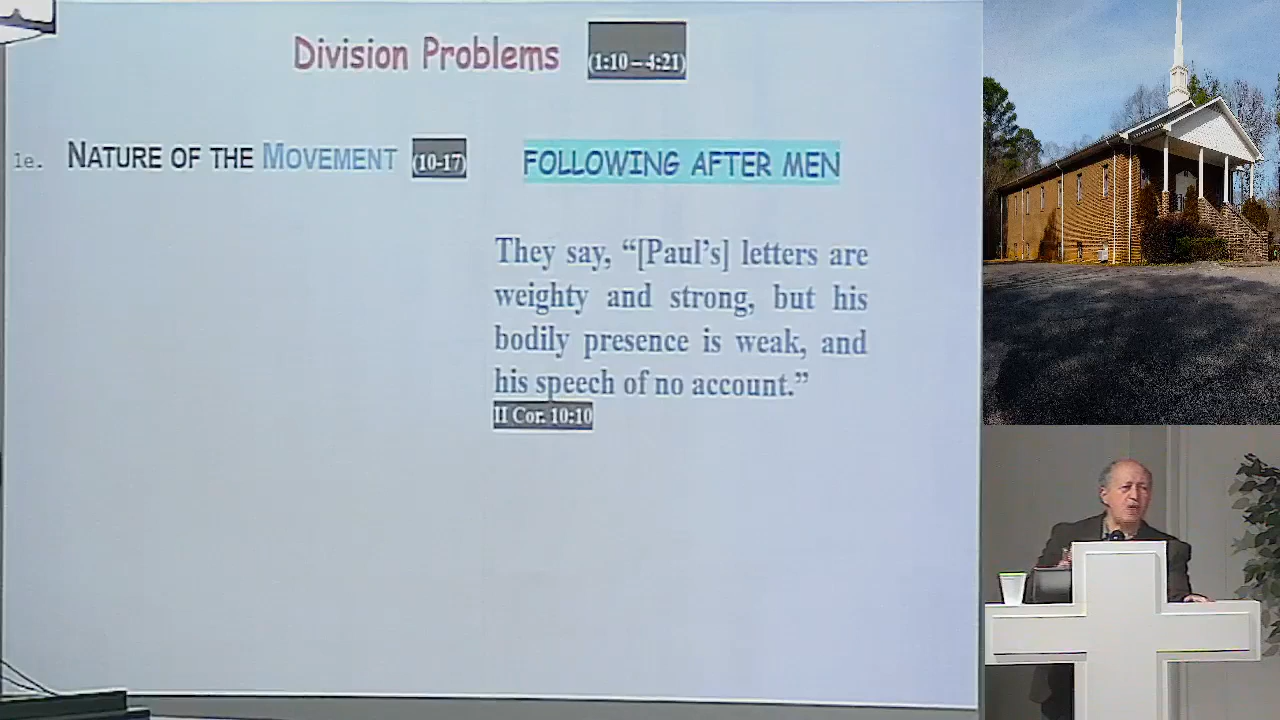 Division Problems (1:10 – 4:21)
1e. NATURE OF THE MOVEMENT (10-17) FOLLOWING AFTER MEN
They say, “[Paul’s] letters are
weighty and strong, but his
bodily presence is weak, and
his speech of no account.”
II Cor. 10:10